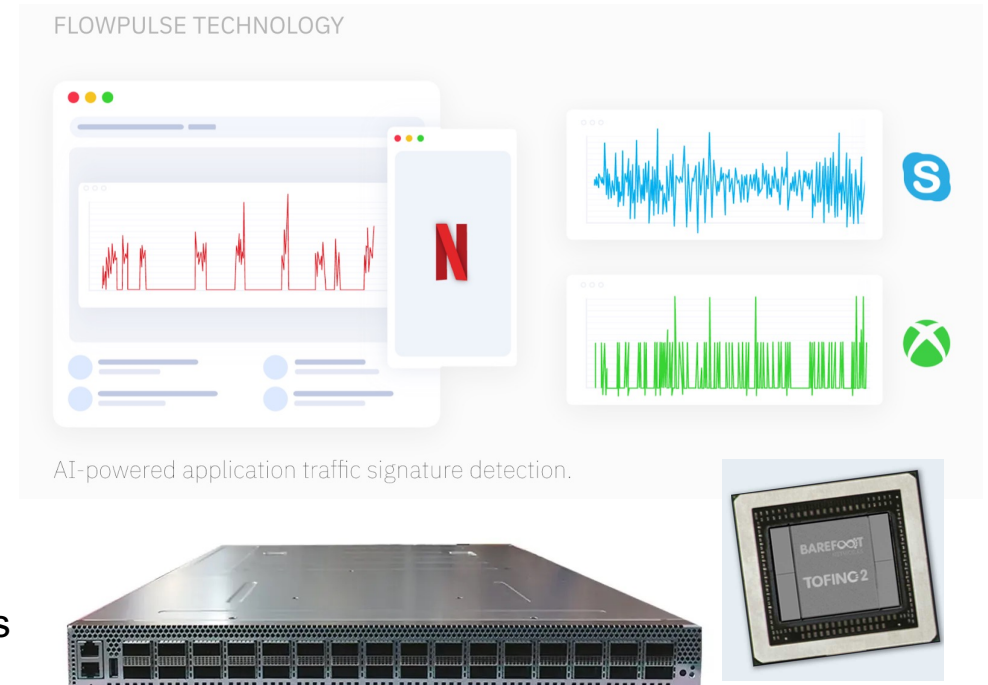 FLOWPULSE TECHNOLOGY
N
S
AI-powered application traffic signature detection.
BAREFOOT
TOFINO 2
s